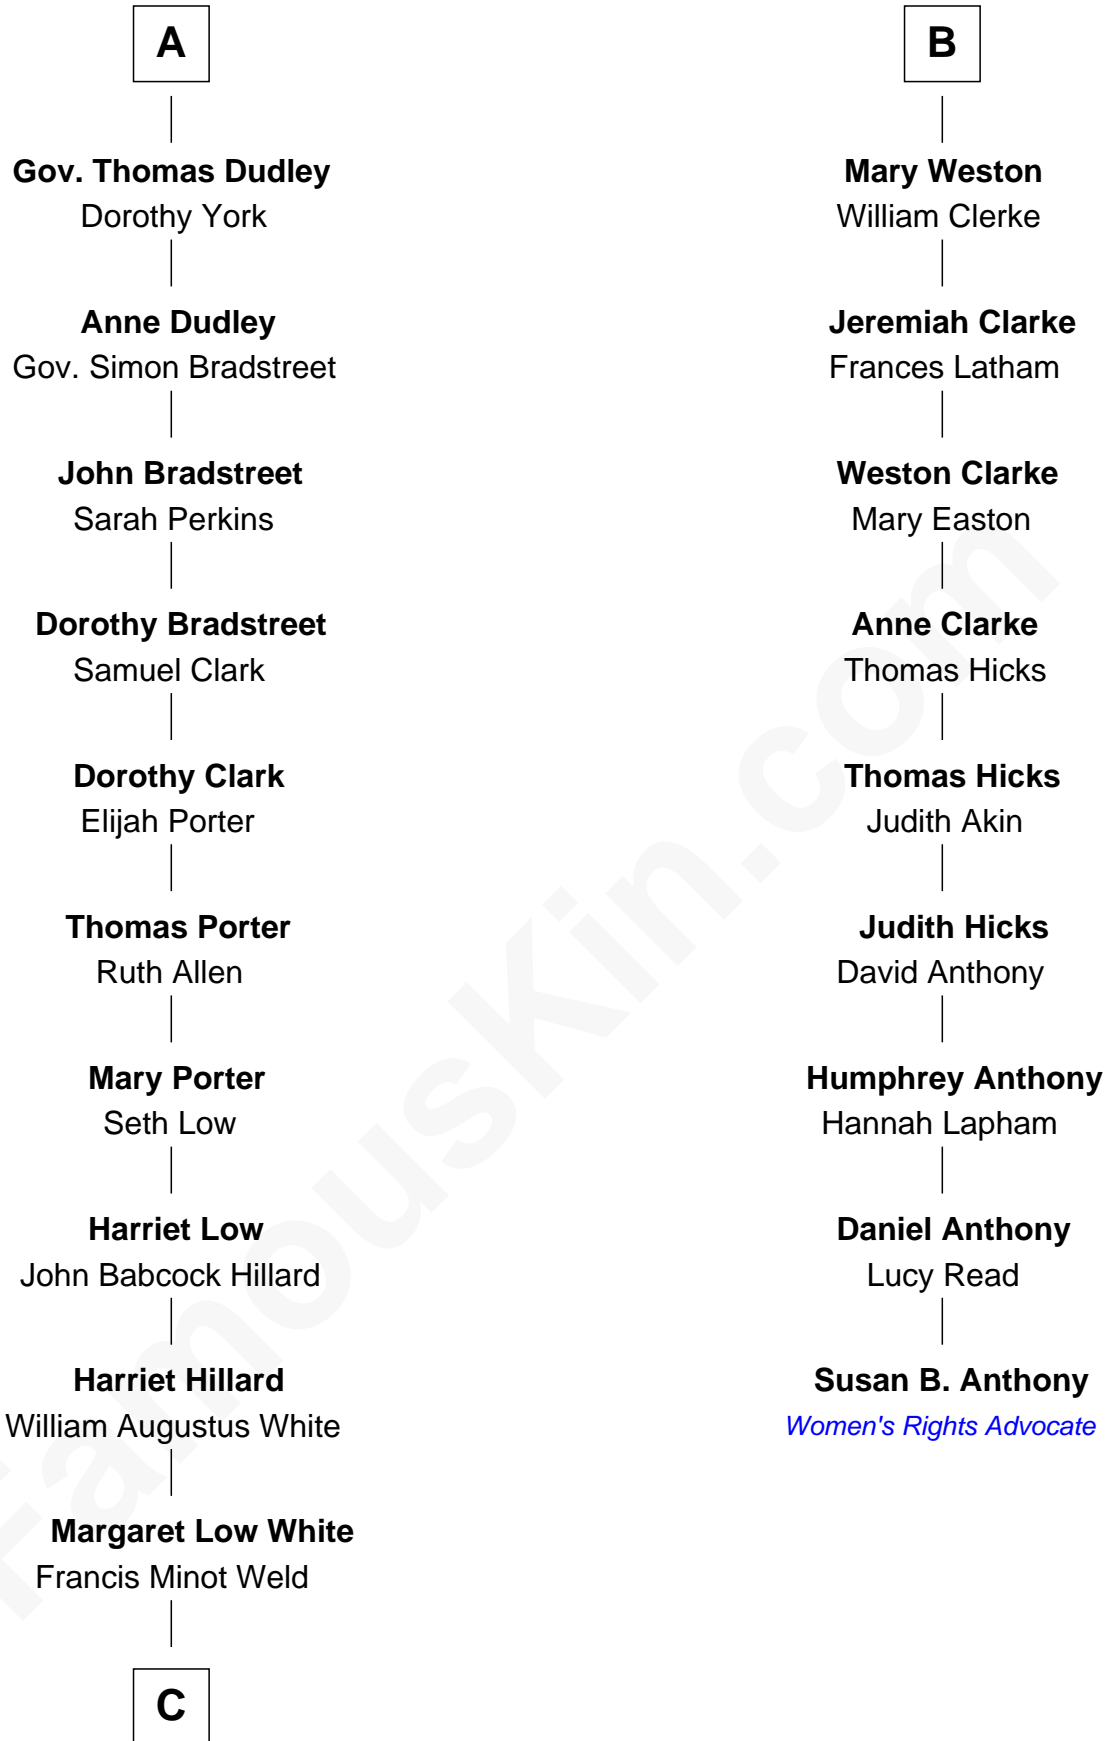 A
Gov. Thomas Dudley
Dorothy York
Anne Dudley
Gov. Simon Bradstreet
John Bradstreet
Sarah Perkins
Dorothy Bradstreet
Samuel Clark
Dorothy Clark
Elijah Porter
Thomas Porter
Ruth Allen
Mary Porter
Seth Low
Harriet Low
John Babcock Hillard
Harriet Hillard
William Augustus White
Margaret Low White
Francis Minot Weld
C
B
Mary Weston
William Clerke
Jeremiah Clarke
Frances Latham
Weston Clarke
Mary Easton
Anne Clarke
Thomas Hicks
Thomas Hicks
Judith Akin
Judith Hicks
David Anthony
Humphrey Anthony
Hannah Lapham
Daniel Anthony
Lucy Read
Susan B. Anthony
Women's Rights Advocate
FamousKin.com